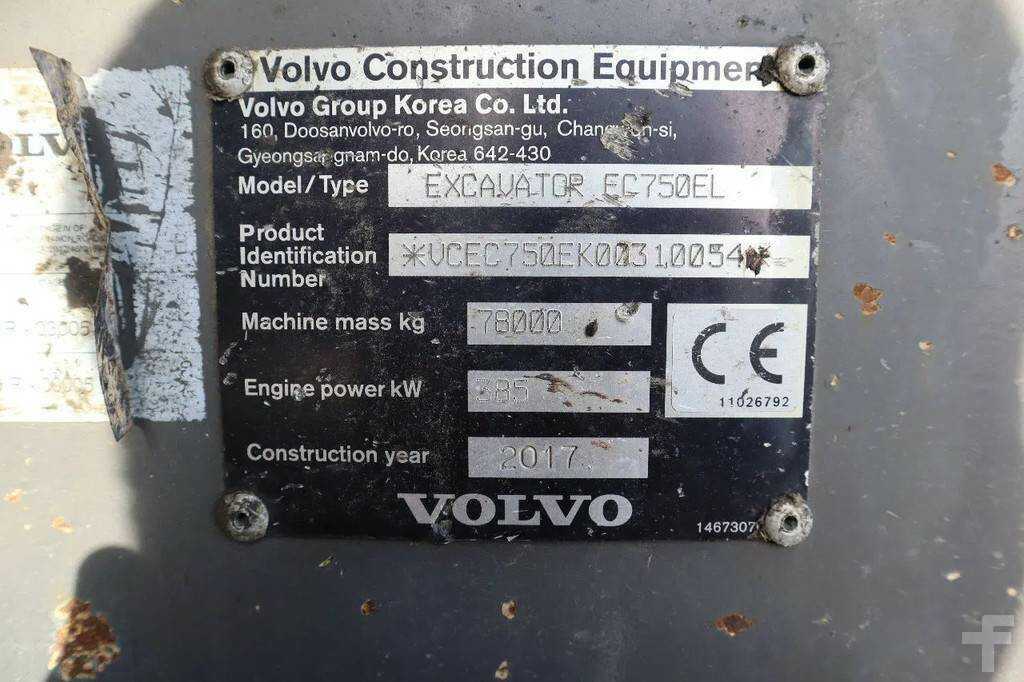 Volvo Construction Equipmen
Volvo Group Korea Co. Ltd.
160, Doosanvolvo-ro, Seongsan-gu, Changwon-si,
Gyeongsangnam-do, Korea 642-430
Model/Type EXCAVATOR EC750EL
Product
Identification *VCEC750EK00310054*
Number
Machine mass kg 78000
Engine power kW 385
CE
11026792
Construction year 2017
VOLVO
1467307